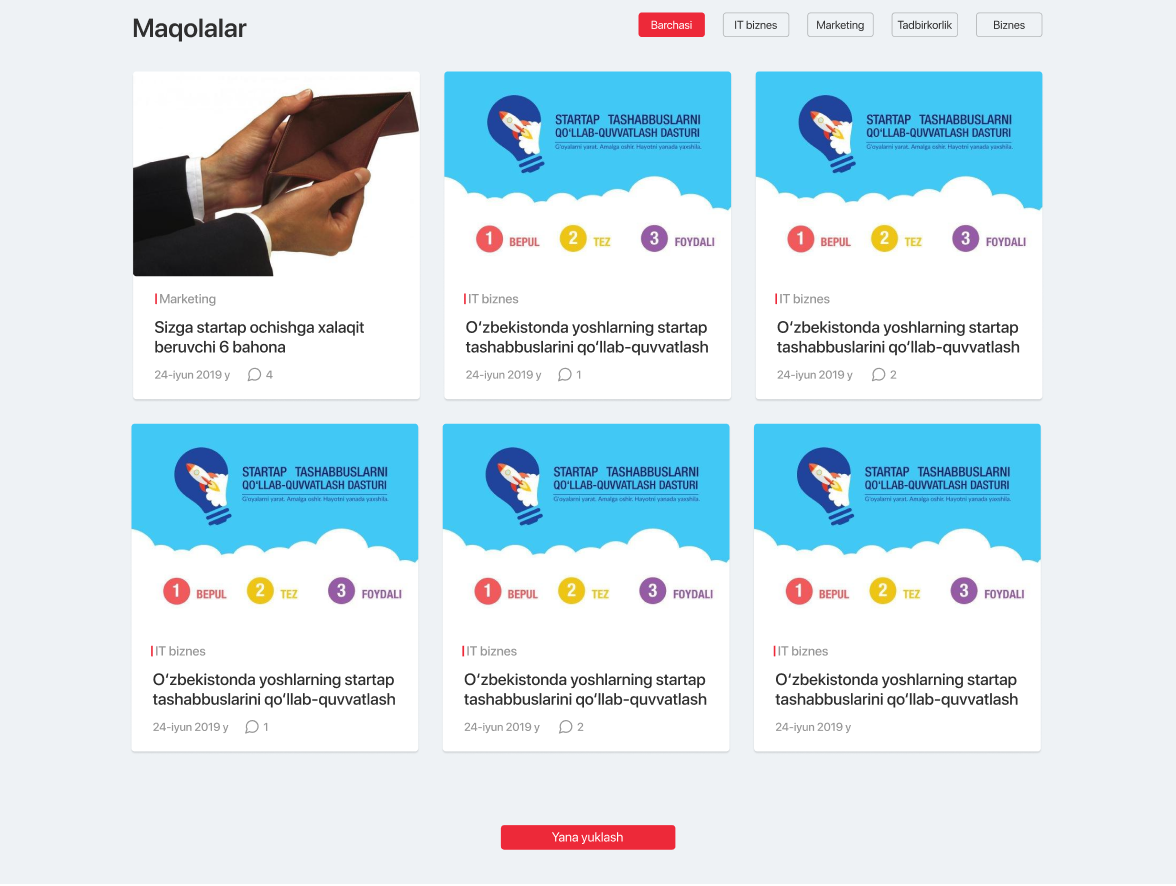 Maqolalar
Barchasi
IT biznes
Marketing
Tadbirkorlik
Biznes
Marketing
Sizga startap ochishga xalaqit
beruvchi 6 bahona
24-iyun 2019 y 4
STARTAP TASHABBUSLARNI
QO‘LLAB-QUVVATLASH DASTURI
G‘oyalarni yarat. Amalga oshir. Hayotni yanada yaxshila.
1 BEPUL 2 TEZ 3 FOYDALI
IT biznes
O‘zbekistonda yoshlarning startap
tashabbuslarini qo‘llab-quvvatlash
24-iyun 2019 y 1
STARTAP TASHABBUSLARNI
QO‘LLAB-QUVVATLASH DASTURI
G‘oyalarni yarat. Amalga oshir. Hayotni yanada yaxshila.
1 BEPUL 2 TEZ 3 FOYDALI
IT biznes
O‘zbekistonda yoshlarning startap
tashabbuslarini qo‘llab-quvvatlash
24-iyun 2019 y 2
STARTAP TASHABBUSLARNI
QO‘LLAB-QUVVATLASH DASTURI
G‘oyalarni yarat. Amalga oshir. Hayotni yanada yaxshila.
1 BEPUL 2 TEZ 3 FOYDALI
IT biznes
O‘zbekistonda yoshlarning startap
tashabbuslarini qo‘llab-quvvatlash
24-iyun 2019 y 1
STARTAP TASHABBUSLARNI
QO‘LLAB-QUVVATLASH DASTURI
G‘oyalarni yarat. Amalga oshir. Hayotni yanada yaxshila.
1 BEPUL 2 TEZ 3 FOYDALI
IT biznes
O‘zbekistonda yoshlarning startap
tashabbuslarini qo‘llab-quvvatlash
24-iyun 2019 y 2
STARTAP TASHABBUSLARNI
QO‘LLAB-QUVVATLASH DASTURI
G‘oyalarni yarat. Amalga oshir. Hayotni yanada yaxshila.
1 BEPUL 2 TEZ 3 FOYDALI
IT biznes
O‘zbekistonda yoshlarning startap
tashabbuslarini qo‘llab-quvvatlash
24-iyun 2019 y
Yana yuklash